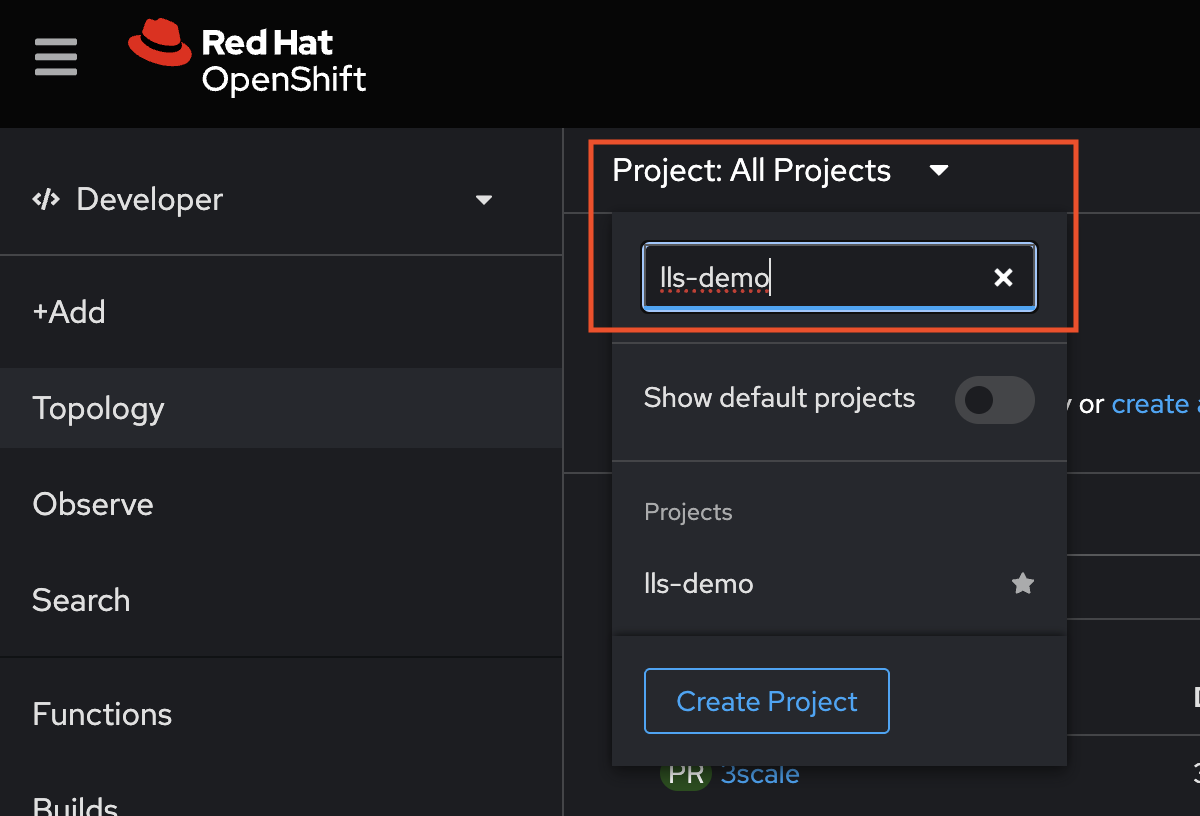 Red Hat
OpenShift
Developer
+Add
Topology
Observe
Search
Functions
Builds
Project: All Projects
lls-demo
Show default projects
or create
Projects
lls-demo
Create Project
PR 3scale